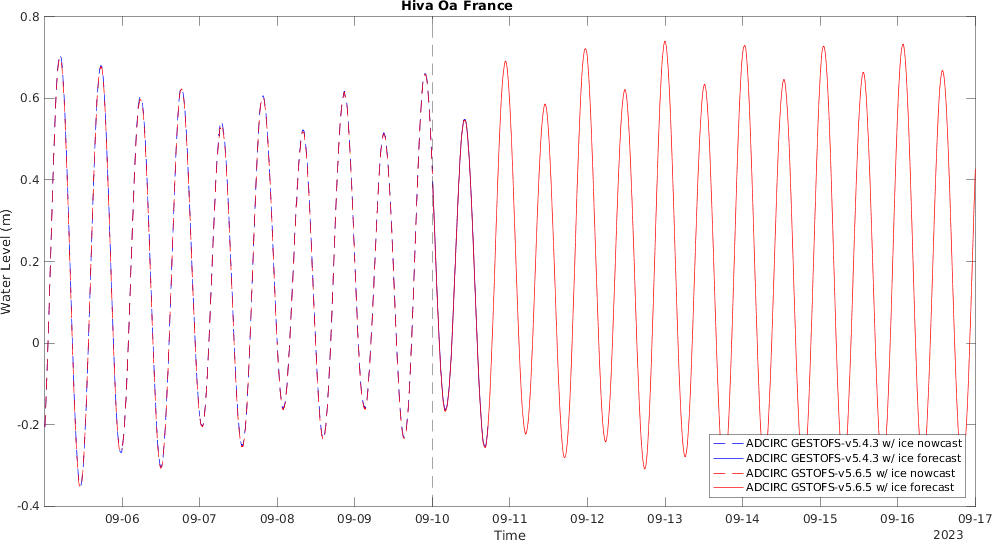 Hiva Oa France
0.8
0.6
0.4
0.2
0
-0.2
-0.4
Water Level (m)
ADCIRC GESTOFS-v5.4.3 w/ ice nowcast
ADCIRC GESTOFS-v5.4.3 w/ ice forecast
ADCIRC GSTOFS-v5.6.5 w/ ice nowcast
ADCIRC GSTOFS-v5.6.5 w/ ice forecast
09-06 09-07 09-08 09-09 09-10 09-11 09-12 09-13 09-14 09-15 09-16 09-17
Time
2023